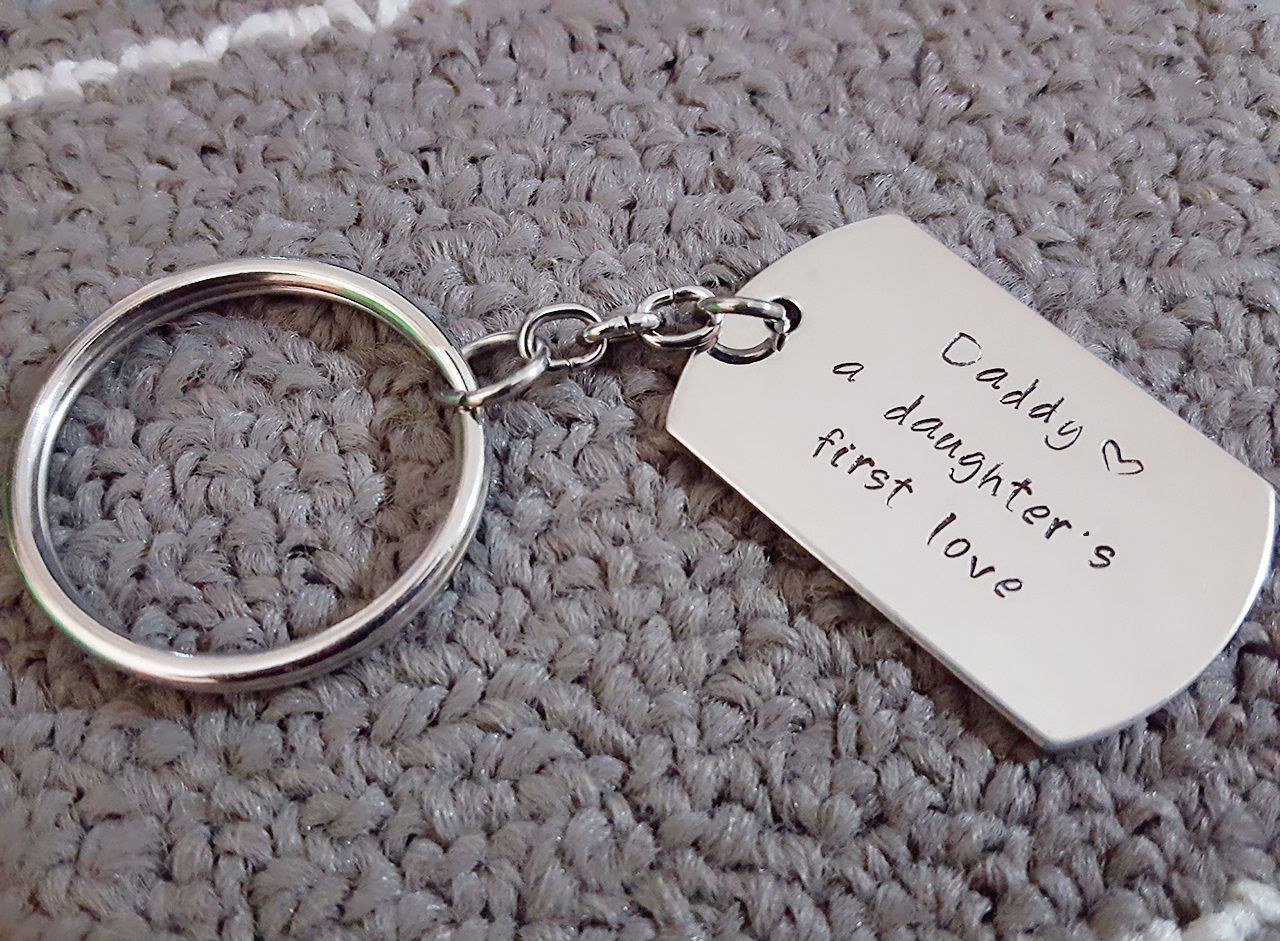 Daddy ♡
a daughter's
first love